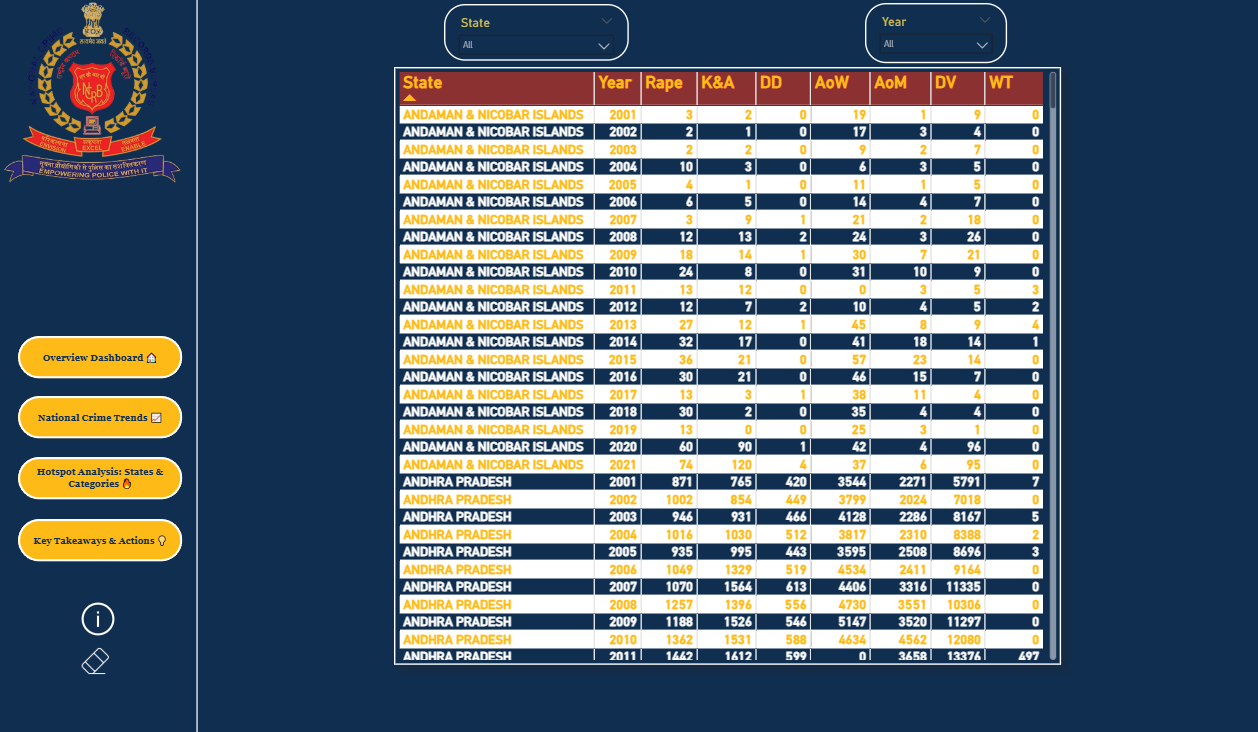 सत्यमेव जयते
NCRB
ENVISION
EXCEL
ENABLE
सूचना प्रौद्योगिकी से पुलिस का सशक्तिकरण
EMPOWERING POLICE WITH IT
State
All
Year
All
State Year Rape K&A DD AoW AoM DV WT
ANDAMAN & NICOBAR ISLANDS 2001 3 2 0 19 1 9 0
ANDAMAN & NICOBAR ISLANDS 2002 2 1 0 17 3 4 0
ANDAMAN & NICOBAR ISLANDS 2003 2 2 0 9 2 7 0
ANDAMAN & NICOBAR ISLANDS 2004 10 3 0 6 3 5 0
ANDAMAN & NICOBAR ISLANDS 2005 4 1 0 11 1 5 0
ANDAMAN & NICOBAR ISLANDS 2006 6 5 0 14 4 7 0
ANDAMAN & NICOBAR ISLANDS 2007 3 9 1 21 2 18 0
ANDAMAN & NICOBAR ISLANDS 2008 12 13 2 24 3 26 0
ANDAMAN & NICOBAR ISLANDS 2009 18 14 1 30 7 21 0
ANDAMAN & NICOBAR ISLANDS 2010 24 8 0 31 10 9 0
ANDAMAN & NICOBAR ISLANDS 2011 13 12 0 0 3 5 3
ANDAMAN & NICOBAR ISLANDS 2012 12 7 2 10 4 5 2
ANDAMAN & NICOBAR ISLANDS 2013 27 12 1 45 8 9 4
ANDAMAN & NICOBAR ISLANDS 2014 32 17 0 41 18 14 1
ANDAMAN & NICOBAR ISLANDS 2015 36 21 0 57 23 14 0
ANDAMAN & NICOBAR ISLANDS 2016 30 21 0 46 15 7 0
ANDAMAN & NICOBAR ISLANDS 2017 13 3 1 38 11 4 0
ANDAMAN & NICOBAR ISLANDS 2018 30 2 0 35 4 4 0
ANDAMAN & NICOBAR ISLANDS 2019 13 0 0 25 3 1 0
ANDAMAN & NICOBAR ISLANDS 2020 60 90 1 42 4 96 0
ANDAMAN & NICOBAR ISLANDS 2021 74 120 4 37 6 95 0
ANDHRA PRADESH 2001 871 765 420 3544 2271 5791 7
ANDHRA PRADESH 2002 1002 854 449 3799 2024 7018 0
ANDHRA PRADESH 2003 946 931 466 4128 2286 8167 5
ANDHRA PRADESH 2004 1016 1030 512 3817 2310 8388 2
ANDHRA PRADESH 2005 935 995 443 3595 2508 8696 3
ANDHRA PRADESH 2006 1049 1329 519 4534 2411 9164 0
ANDHRA PRADESH 2007 1070 1564 613 4406 3316 11335 0
ANDHRA PRADESH 2008 1257 1396 556 4730 3551 10306 0
ANDHRA PRADESH 2009 1188 1526 546 5147 3520 11297 0
ANDHRA PRADESH 2010 1362 1531 588 4634 4562 12080 0
ANDHRA PRADESH 2011 1442 1612 599 0 3658 13376 497
Overview Dashboard 🏠
National Crime Trends 📈
Hotspot Analysis: States &
Categories 🔥
Key Takeaways & Actions 💡